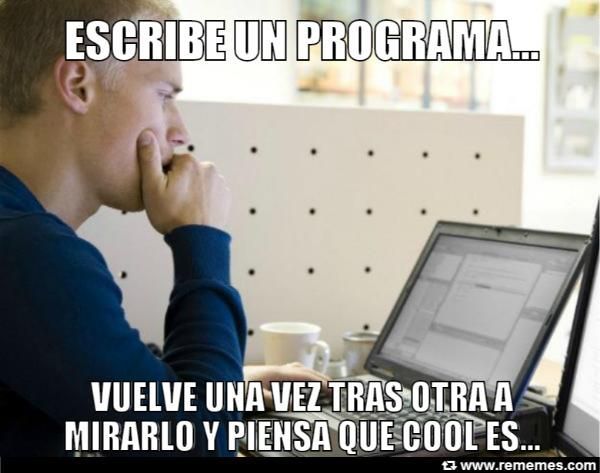 ESCRIBE UN PROGRAMA...
VUELVE UNA VEZ TRAS OTRA A
MIRARLO Y PIENSA QUE COOL ES...
www.rememes.com